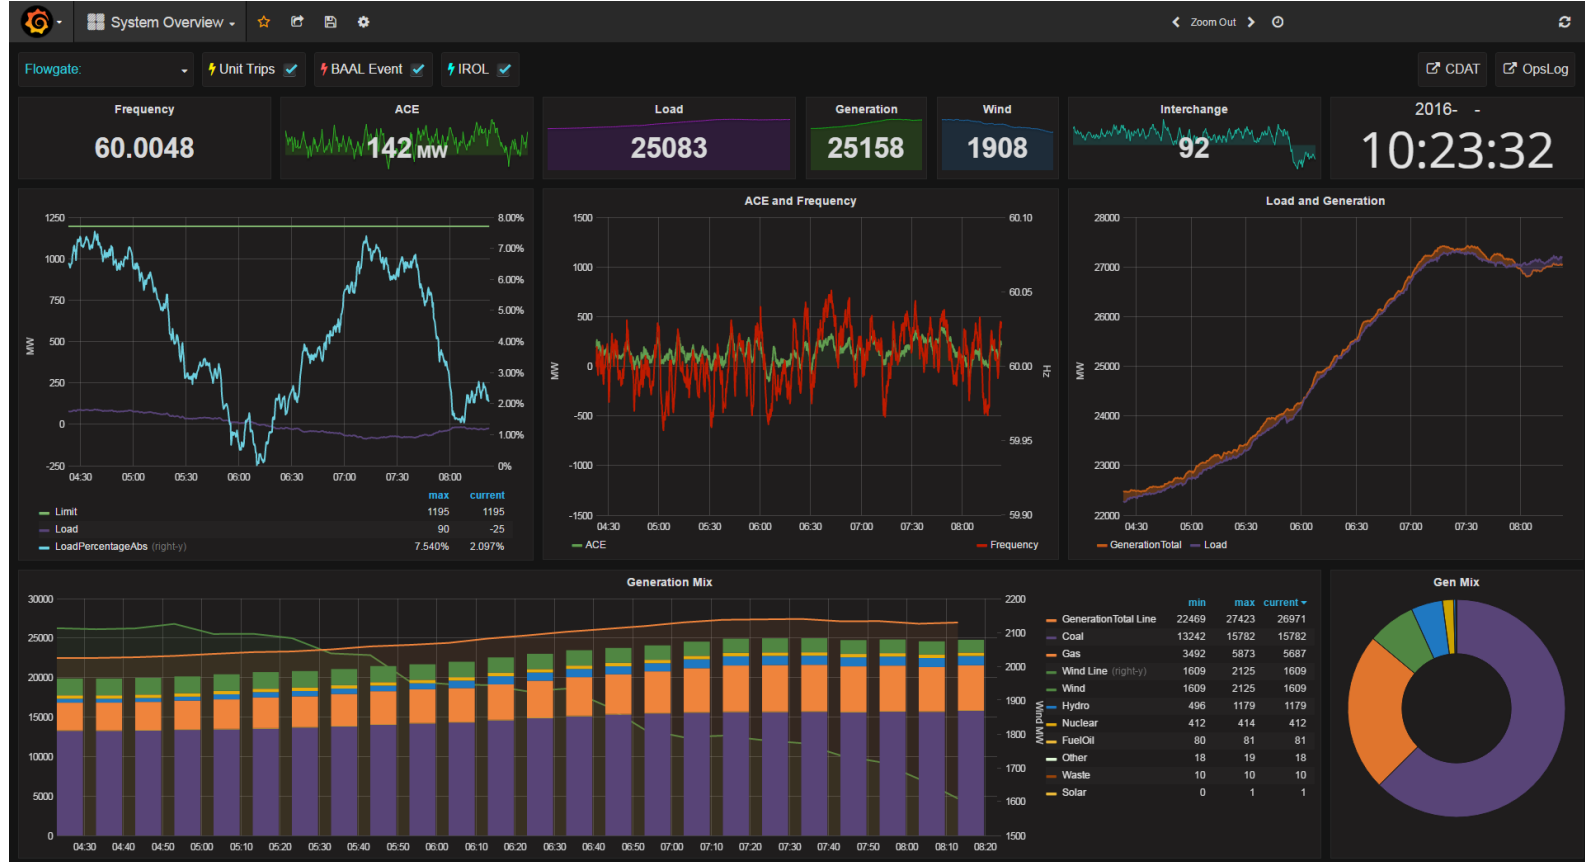 System Overview
Zoom Out
Flowgate:
Unit Trips
BAAL Event
IROL
CDAT
OpsLog
Frequency
60.0048
ACE
142 MW
Load
25083
Generation
25158
Wind
1908
Interchange
92
2016- -
10:23:32
1250
1000
750
500
250
0
-250
MW
8.00%
7.00%
6.00%
5.00%
4.00%
3.00%
2.00%
1.00%
0%
04:30 05:00 05:30 06:00 06:30 07:00 07:30 08:00
max current
Limit 1195 1195
Load 90 -25
LoadPercentageAbs (right-y) 7.540% 2.097%
ACE and Frequency
1500
1000
500
0
-500
-1000
-1500
MW
60.10
60.05
60.00
59.95
59.90
Hz
04:30 05:00 05:30 06:00 06:30 07:00 07:30 08:00
ACE
Frequency
Load and Generation
28000
27000
26000
25000
24000
23000
22000
MW
04:30 05:00 05:30 06:00 06:30 07:00 07:30 08:00
GenerationTotal Load
Generation Mix
30000
25000
20000
15000
10000
5000
0
2200
2100
2000
1900
1800
1700
1600
1500
Wind MW
04:30 04:40 04:50 05:00 05:10 05:20 05:30 05:40 05:50 06:00 06:10 06:20 06:30 06:40 06:50 07:00 07:10 07:20 07:30 07:40 07:50 08:00 08:10 08:20
min max current
GenerationTotal Line 22469 27423 26971
Coal 13242 15782 15782
Gas 3492 5873 5687
Wind Line (right-y) 1609 2125 1609
Wind 1609 2125 1609
Hydro 496 1179 1179
Nuclear 412 414 412
FuelOil 80 81 81
Other 18 19 18
Waste 10 10 10
Solar 0 1 1
Gen Mix